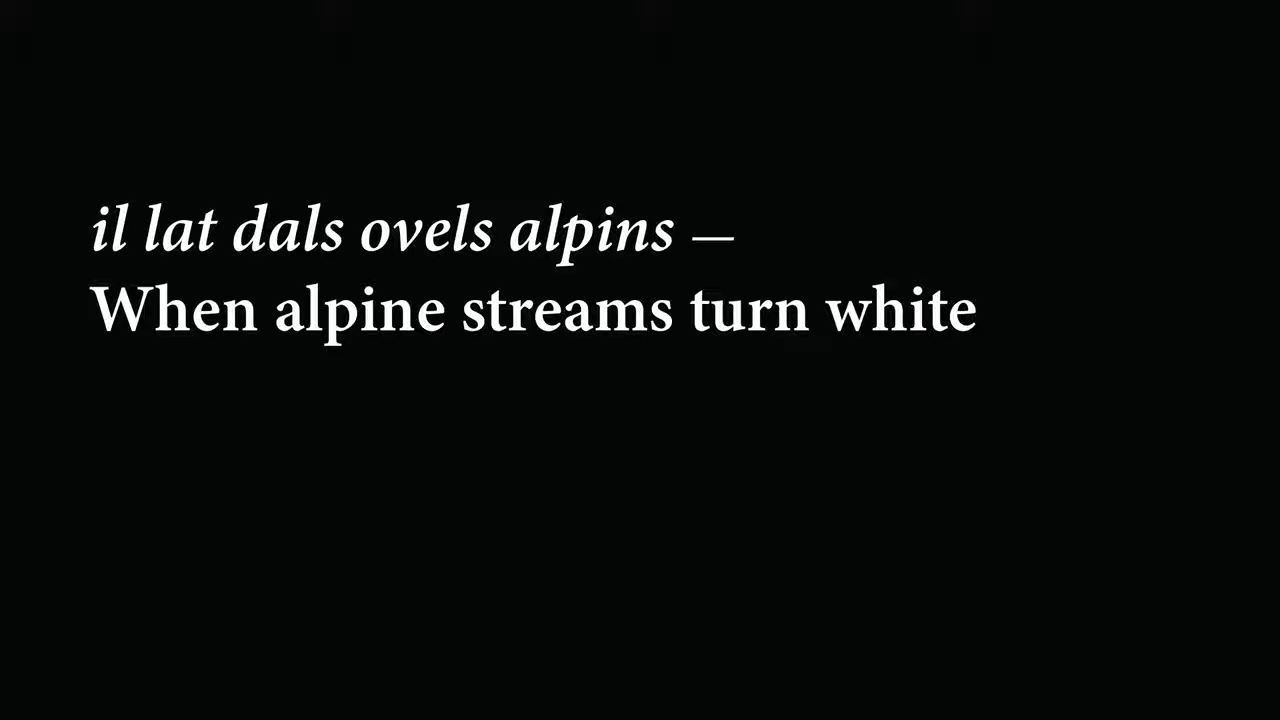 il lat dals ovels alpins —
When alpine streams turn white